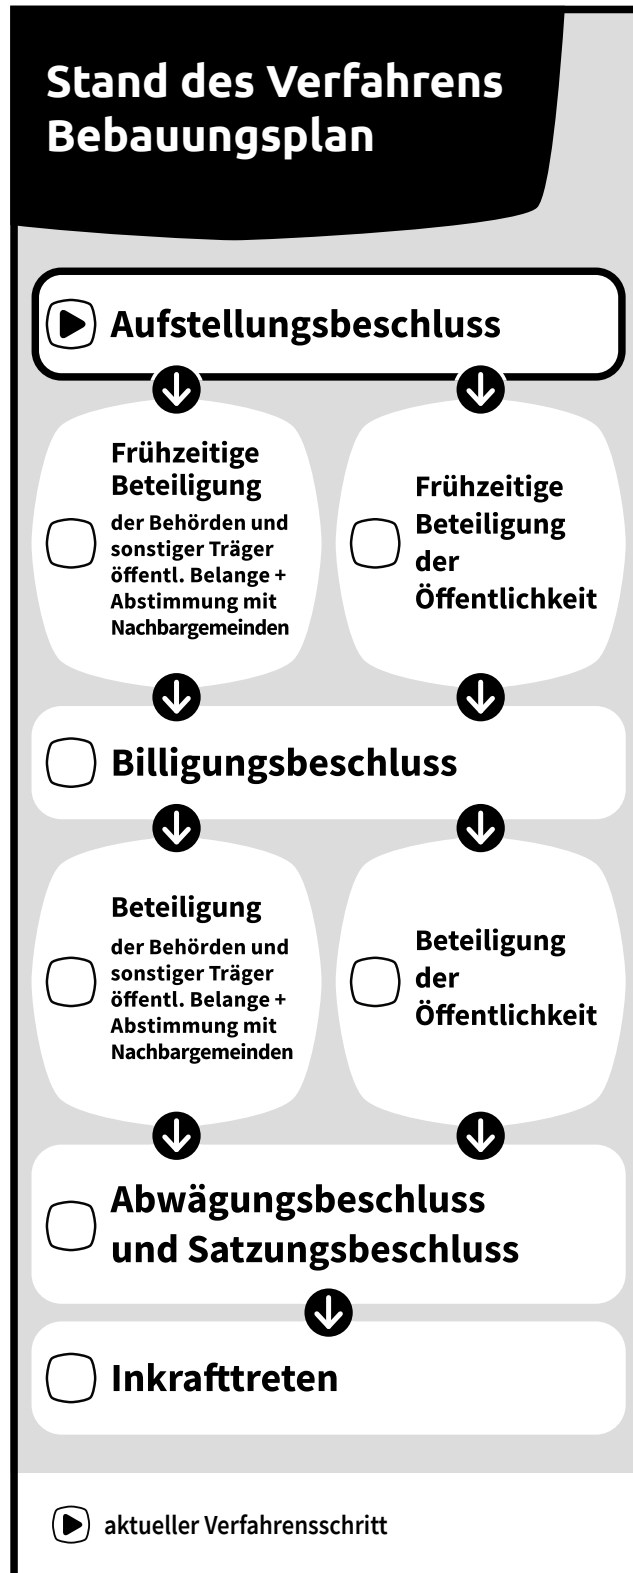 Stand des Verfahrens
Bebauungsplan
Aufstellungsbeschluss
Frühzeitige
Beteiligung
der Behörden und
sonstiger Träger
öffentl. Belange +
Abstimmung mit
Nachbargemeinden
Frühzeitige
Beteiligung
der
Öffentlichkeit
Billigungsbeschluss
Beteiligung
der Behörden und
sonstiger Träger
öffentl. Belange +
Abstimmung mit
Nachbargemeinden
Beteiligung
der
Öffentlichkeit
Abwägungsbeschluss
und Satzungsbeschluss
Inkrafttreten
aktueller Verfahrensschritt